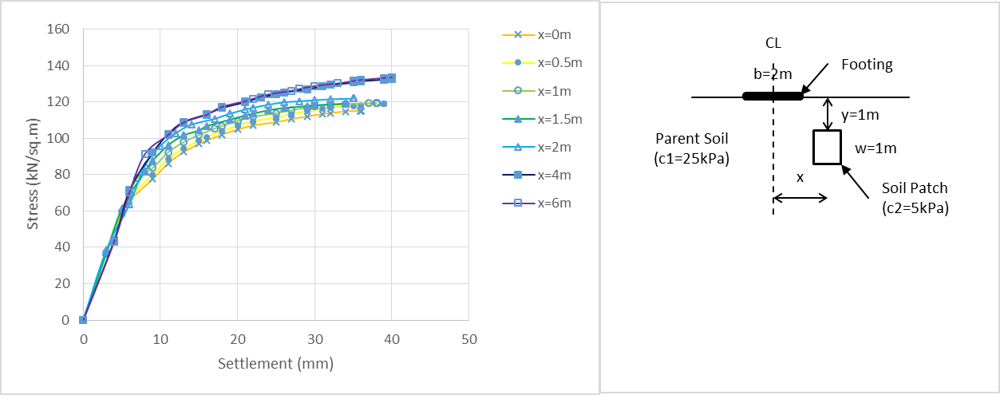 160
140
120
100
80
60
40
20
0
Stress (kN/sq.m)
0 10 20 30 40 50
Settlement (mm)
x=0m
x=0.5m
x=1m
x=1.5m
x=2m
x=4m
x=6m
CL
b=2m
Footing
y=1m
Parent Soil
(c1=25kPa)
w=1m
x
Soil Patch
(c2=5kPa)